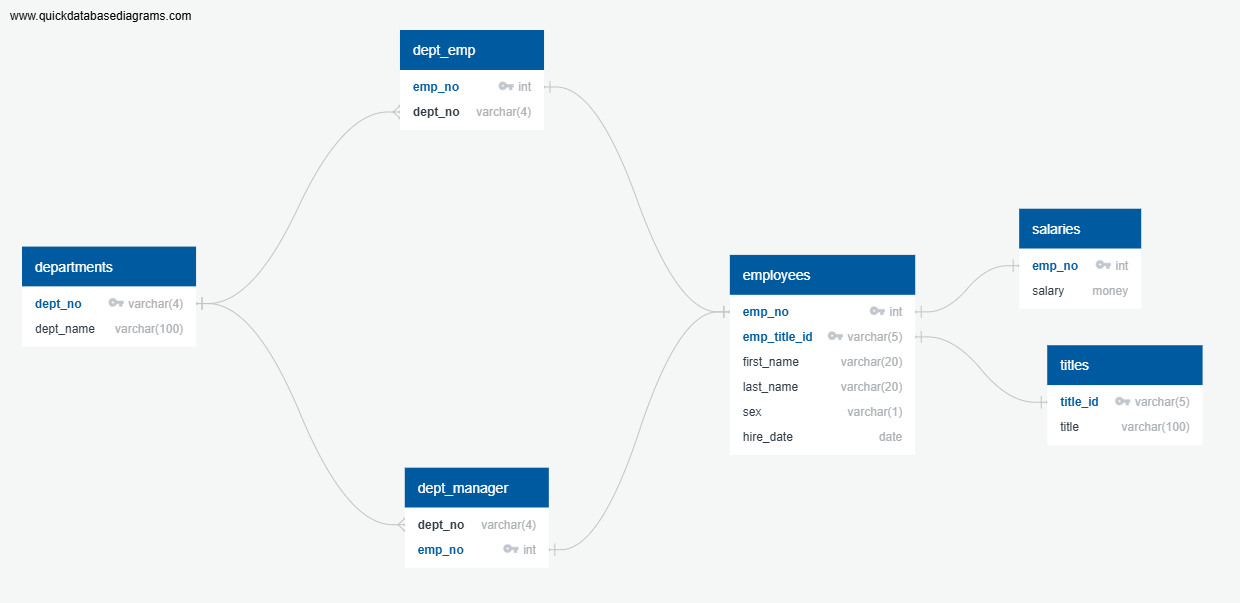 www.quickdatabasediagrams.com
dept_emp
emp_no int
dept_no varchar(4)
departments
dept_no varchar(4)
dept_name varchar(100)
employees
emp_no int
emp_title_id varchar(5)
first_name varchar(20)
last_name varchar(20)
sex varchar(1)
hire_date date
salaries
emp_no int
salary money
titles
title_id varchar(5)
title varchar(100)
dept_manager
dept_no varchar(4)
emp_no int